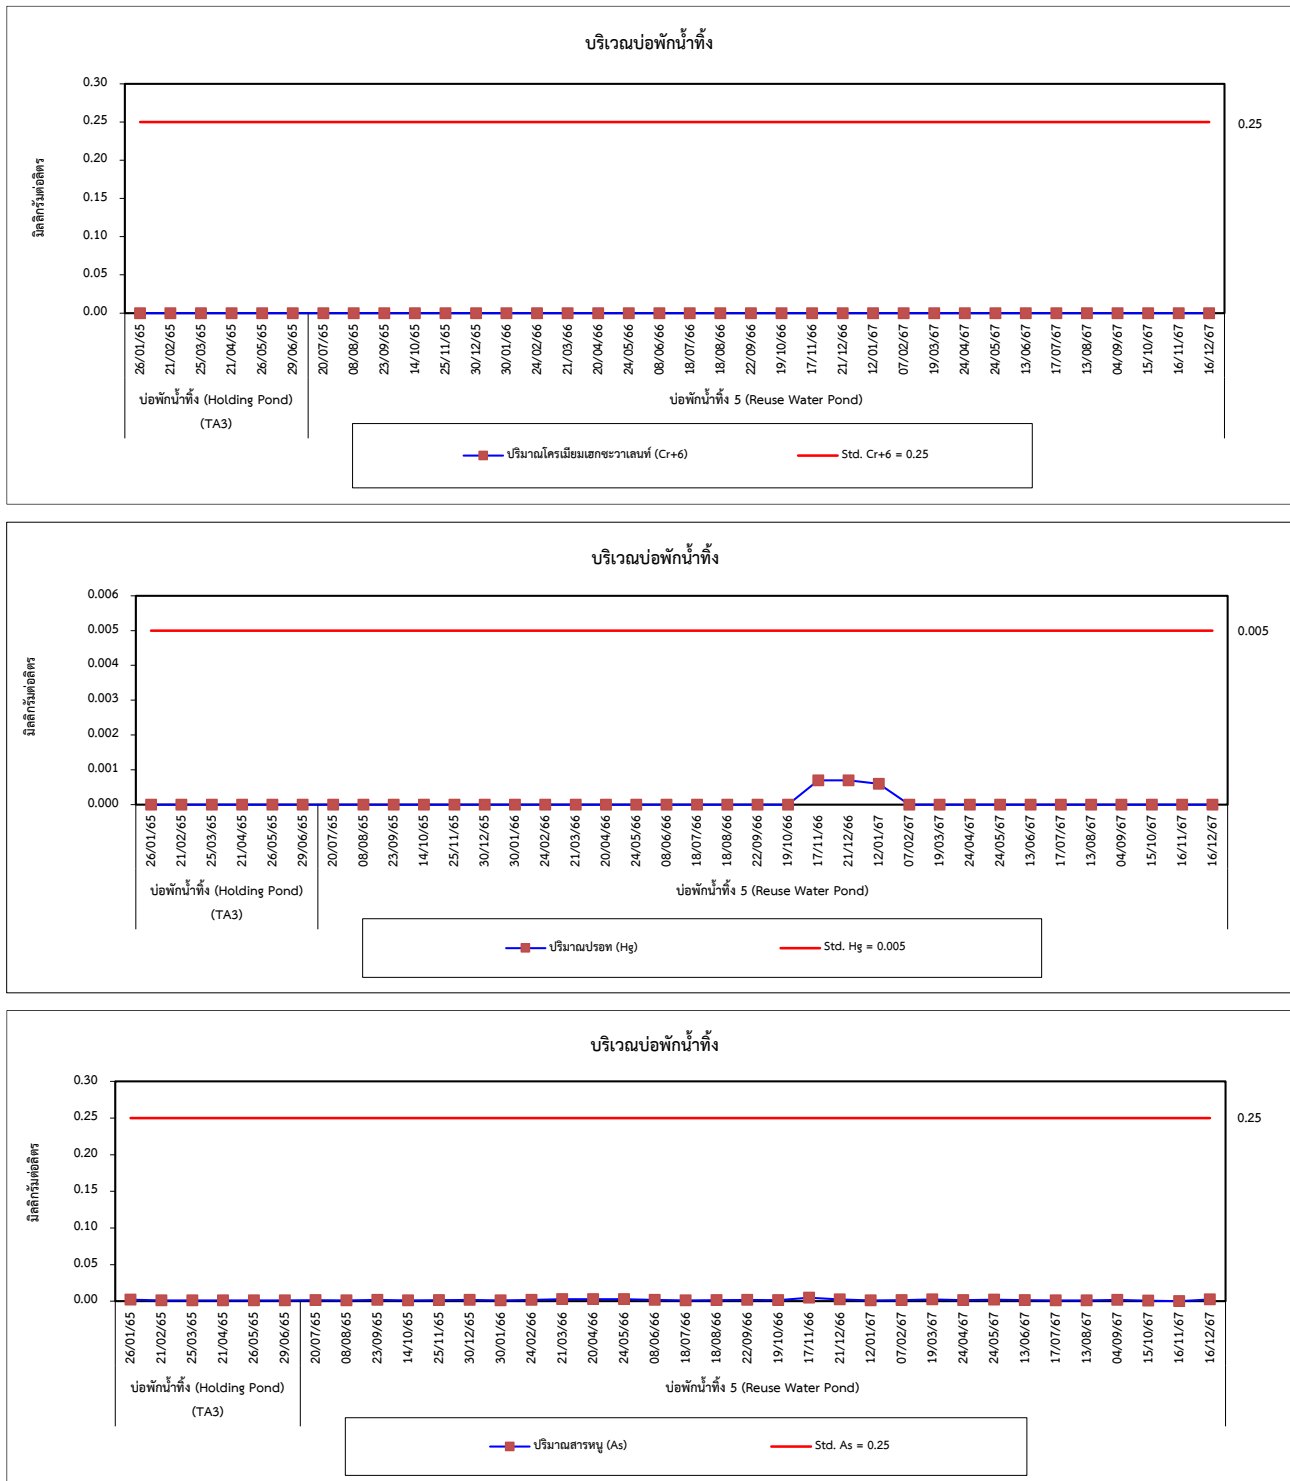 บริเวณบ่อพักน้ำทิ้ง
มิลลิกรัมต่อลิตร
0.30
0.25
0.20
0.15
0.10
0.05
0.00
0.25
26/01/65 21/02/65 25/03/65 21/04/65 26/05/65 29/06/65 20/07/65 08/08/65 23/09/65 14/10/65 25/11/65 30/12/65 30/01/66 24/02/66 21/03/66 20/04/66 24/05/66 08/06/66 18/07/66 18/08/66 22/09/66 19/10/66 17/11/66 21/12/66 12/01/67 07/02/67 19/03/67 24/04/67 24/05/67 13/06/67 17/07/67 13/08/67 04/09/67 15/10/67 16/11/67 16/12/67
บ่อพักน้ำทิ้ง (Holding Pond) บ่อพักน้ำทิ้ง 5 (Reuse Water Pond)
(TA3)
ปริมาณโครเมียมเฮกซะวาเลนท์ (Cr+6) Std. Cr+6 = 0.25
บริเวณบ่อพักน้ำทิ้ง
มิลลิกรัมต่อลิตร
0.006
0.005
0.004
0.003
0.002
0.001
0.000
0.005
26/01/65 21/02/65 25/03/65 21/04/65 26/05/65 29/06/65 20/07/65 08/08/65 23/09/65 14/10/65 25/11/65 30/12/65 30/01/66 24/02/66 21/03/66 20/04/66 24/05/66 08/06/66 18/07/66 18/08/66 22/09/66 19/10/66 17/11/66 21/12/66 12/01/67 07/02/67 19/03/67 24/04/67 24/05/67 13/06/67 17/07/67 13/08/67 04/09/67 15/10/67 16/11/67 16/12/67
บ่อพักน้ำทิ้ง (Holding Pond) บ่อพักน้ำทิ้ง 5 (Reuse Water Pond)
(TA3)
ปริมาณปรอท (Hg) Std. Hg = 0.005
บริเวณบ่อพักน้ำทิ้ง
มิลลิกรัมต่อลิตร
0.30
0.25
0.20
0.15
0.10
0.05
0.00
0.25
26/01/65 21/02/65 25/03/65 21/04/65 26/05/65 29/06/65 20/07/65 08/08/65 23/09/65 14/10/65 25/11/65 30/12/65 30/01/66 24/02/66 21/03/66 20/04/66 24/05/66 08/06/66 18/07/66 18/08/66 22/09/66 19/10/66 17/11/66 21/12/66 12/01/67 07/02/67 19/03/67 24/04/67 24/05/67 13/06/67 17/07/67 13/08/67 04/09/67 15/10/67 16/11/67 16/12/67
บ่อพักน้ำทิ้ง (Holding Pond) บ่อพักน้ำทิ้ง 5 (Reuse Water Pond)
(TA3)
ปริมาณสารหนู (As) Std. As = 0.25